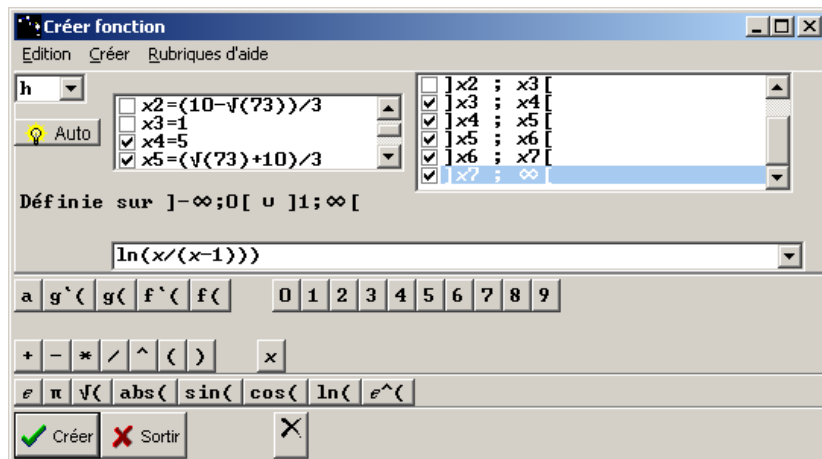 Créer fonction
Edition Créer Rubriques d'aide
h
Auto
x2=(10-√(73))/3
x3=1
x4=5
x5=(√(73)+10)/3
]x2 ; x3[
]x3 ; x4[
]x4 ; x5[
]x5 ; x6[
]x6 ; x7[
]x7 ; ∞[
Définie sur ]-∞;0[ ∪ ]1;∞[
ln(x/(x-1)))
a g`( g( f`( f( 0 1 2 3 4 5 6 7 8 9
+ - * / ^ ( ) x
e π √( abs( sin( cos( ln( e^(
Créer Sortir